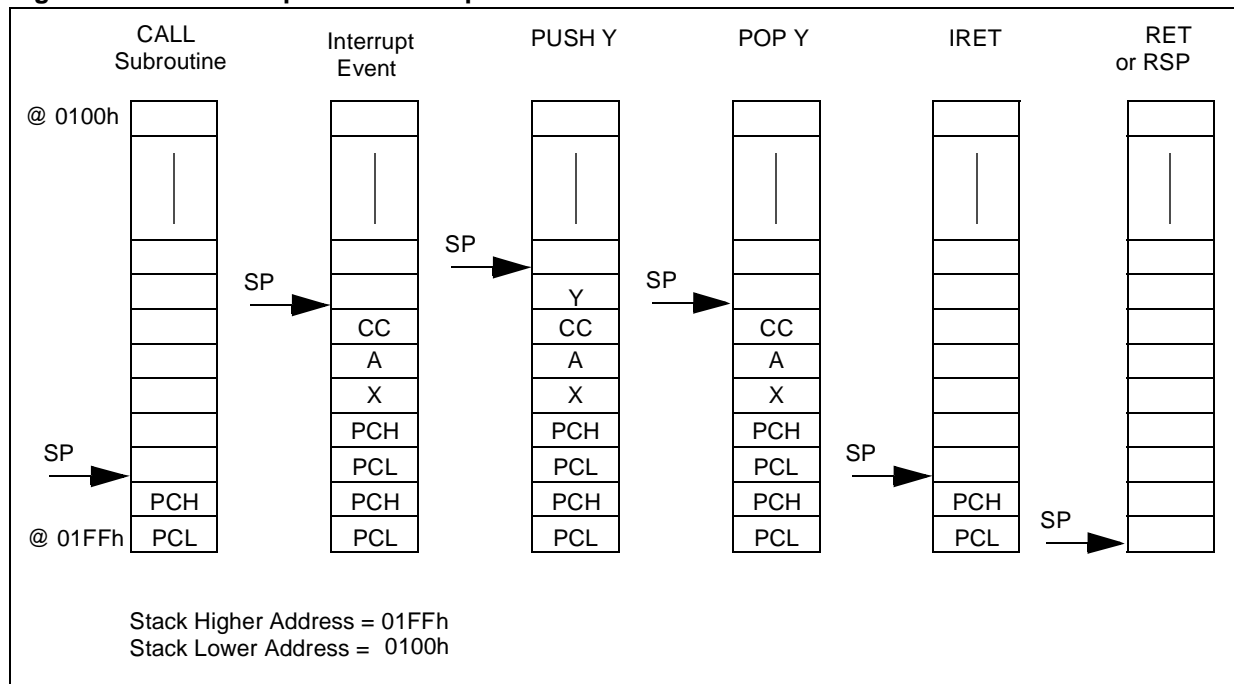 CALL
Subroutine
Interrupt
Event
PUSH Y
POP Y
IRET
RET
or RSP
@ 0100h
SP
PCH
@ 01FFh
PCL
SP
CC
A
X
PCH
PCL
PCH
PCL
SP
Y
CC
A
X
PCH
PCL
PCH
PCL
SP
CC
A
X
PCH
PCL
PCH
PCL
SP
PCH
PCL
SP
Stack Higher Address = 01FFh
Stack Lower Address = 0100h